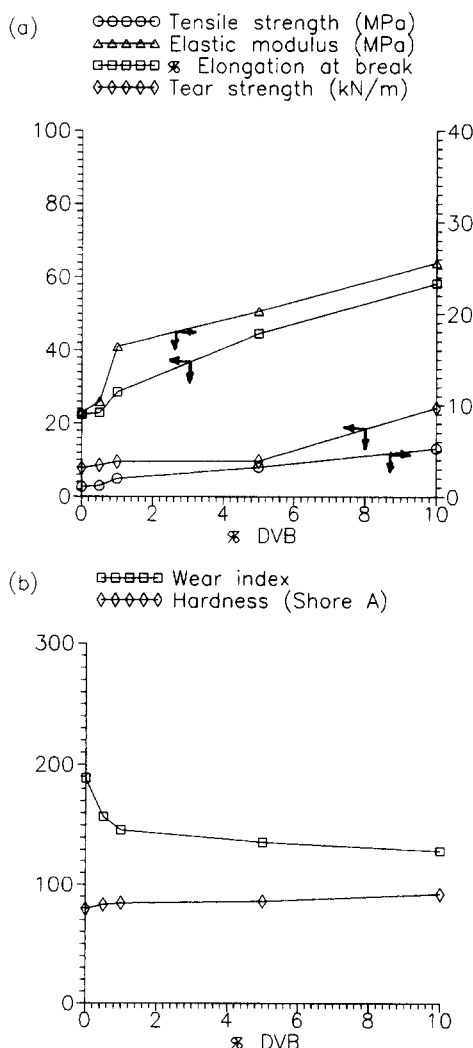 (a)
Tensile strength (MPa)
Elastic modulus (MPa)
% Elongation at break
Tear strength (kN/m)
100
80
60
40
20
0
40
30
20
10
0
0 2 4 6 8 10
% DVB
(b)
Wear index
Hardness (Shore A)
300
200
100
0
0 2 4 6 8 10
% DVB